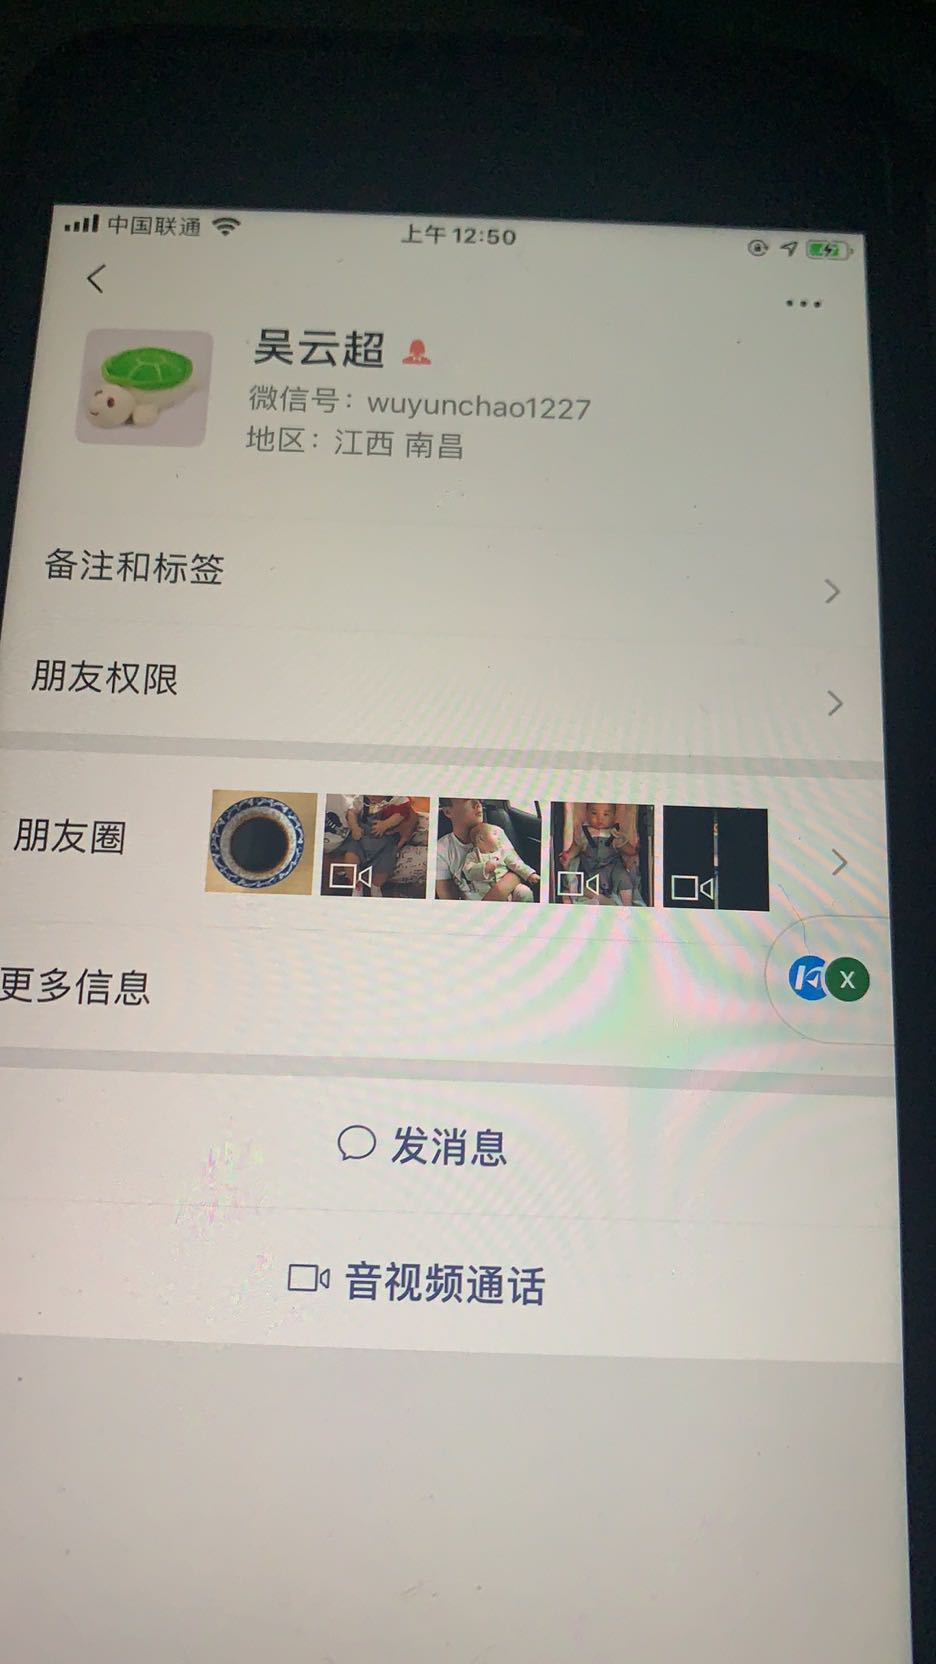 中国联通
上午12:50
吴云超
微信号：wuyunchao1227
地区：江西 南昌
备注和标签
朋友权限
朋友圈
更多信息
X
发消息
音视频通话